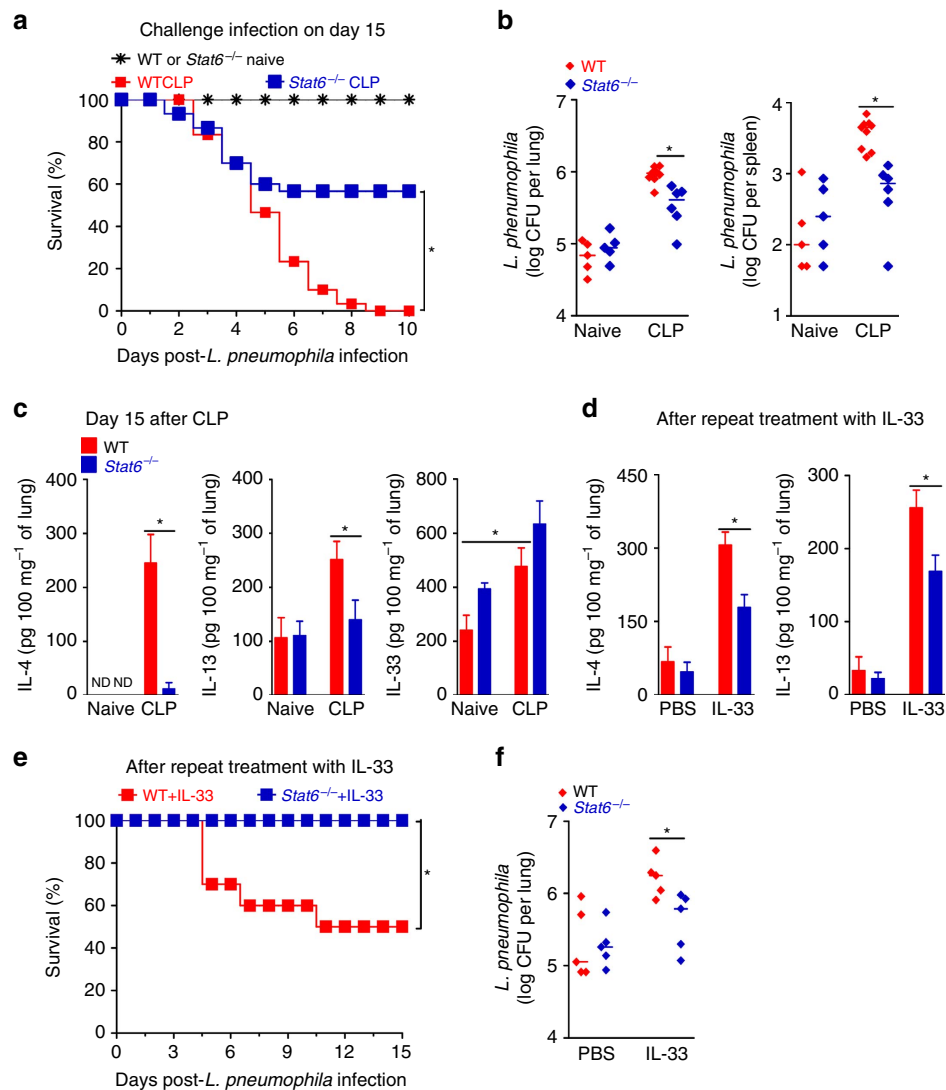 a
Challenge infection on day 15
WT or Stat6–/– naive
WTCLP
Stat6–/– CLP
100
80
60
40
20
0
Survival (%)
*
0 2 4 6 8 10
Days post-L. pneumophila infection
b
WT
Stat6–/–
7
6
5
4
L. phenumophila
(log CFU per lung)
*
Naive CLP
4
3
2
1
L. phenumophila
(log CFU per spleen)
*
Naive CLP
c
Day 15 after CLP
WT
Stat6–/–
400
300
200
100
0
IL-4 (pg 100 mg–1 of lung)
*
ND ND
Naive CLP
400
300
200
100
0
IL-13 (pg 100 mg–1 of lung)
*
Naive CLP
800
600
400
200
0
IL-33 (pg 100 mg–1 of lung)
*
Naive CLP
d
After repeat treatment with IL-33
450
300
150
0
IL-4 (pg 100 mg–1 of lung)
*
PBS IL-33
300
200
100
0
IL-13 (pg 100 mg–1 of lung)
*
PBS IL-33
e
After repeat treatment with IL-33
WT+IL-33
Stat6–/–+IL-33
100
80
60
40
20
0
Survival (%)
*
0 3 6 9 12 15
Days post-L. pneumophila infection
f
WT
Stat6–/–
7
6
5
4
L. pneumophila
(log CFU per lung)
*
PBS IL-33